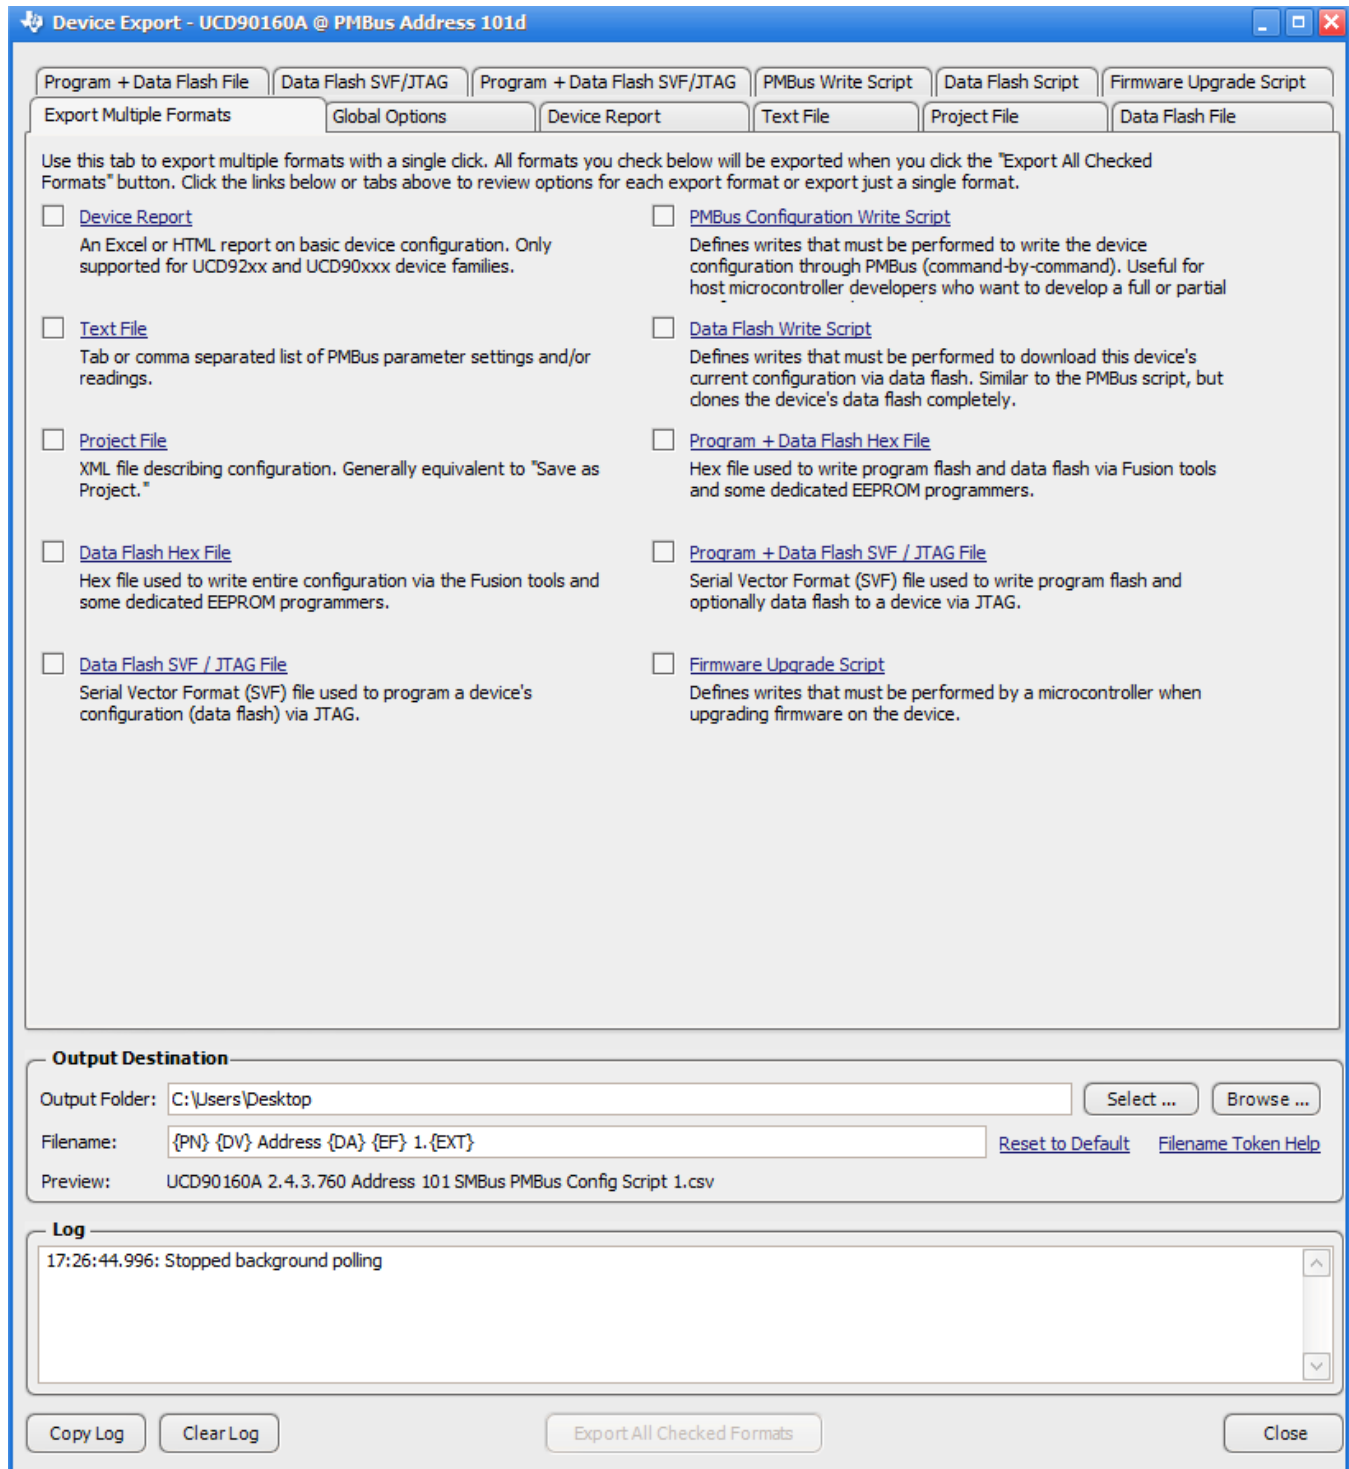 Device Export - UCD90160A @ PMBus Address 101d
Program + Data Flash File
Data Flash SVF/JTAG
Program + Data Flash SVF/JTAG
PMBus Write Script
Data Flash Script
Firmware Upgrade Script
Export Multiple Formats
Global Options
Device Report
Text File
Project File
Data Flash File
Use this tab to export multiple formats with a single click. All formats you check below will be exported when you click the "Export All Checked
Formats" button. Click the links below or tabs above to review options for each export format or export just a single format.
Device Report
An Excel or HTML report on basic device configuration. Only
supported for UCD92xx and UCD90xxx device families.
PMBus Configuration Write Script
Defines writes that must be performed to write the device
configuration through PMBus (command-by-command). Useful for
host microcontroller developers who want to develop a full or partial
Text File
Tab or comma separated list of PMBus parameter settings and/or
readings.
Data Flash Write Script
Defines writes that must be performed to download this device's
current configuration via data flash. Similar to the PMBus script, but
clones the device's data flash completely.
Project File
XML file describing configuration. Generally equivalent to "Save as
Project."
Program + Data Flash Hex File
Hex file used to write program flash and data flash via Fusion tools
and some dedicated EEPROM programmers.
Data Flash Hex File
Hex file used to write entire configuration via the Fusion tools and
some dedicated EEPROM programmers.
Program + Data Flash SVF / JTAG File
Serial Vector Format (SVF) file used to write program flash and
optionally data flash to a device via JTAG.
Data Flash SVF / JTAG File
Serial Vector Format (SVF) file used to program a device's
configuration (data flash) via JTAG.
Firmware Upgrade Script
Defines writes that must be performed by a microcontroller when
upgrading firmware on the device.
Output Destination
Output Folder: C:\Users\Desktop
Select ...
Browse ...
Filename: {PN} {DV} Address {DA} {EF} 1.{EXT}
Reset to Default
Filename Token Help
Preview: UCD90160A 2.4.3.760 Address 101 SMBus PMBus Config Script 1.csv
Log
17:26:44.996: Stopped background polling
Copy Log
Clear Log
Export All Checked Formats
Close